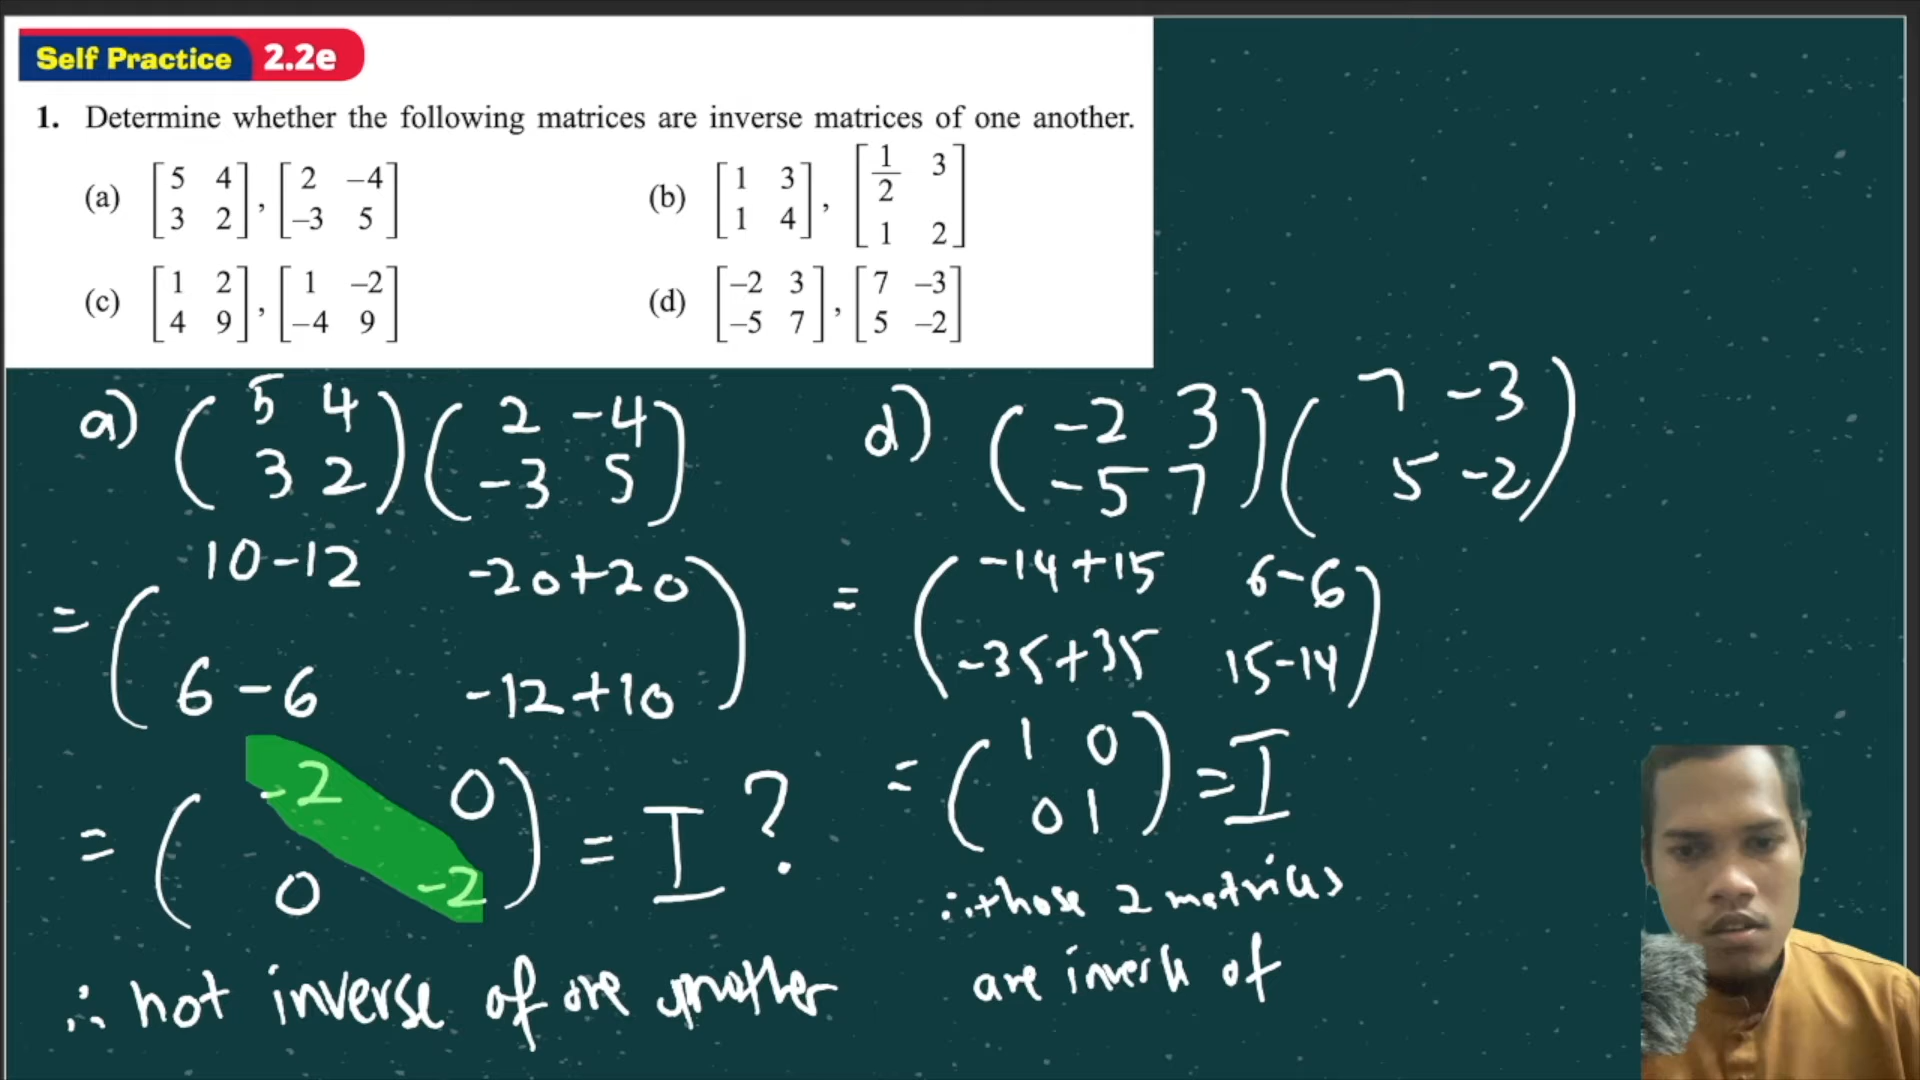 Self Practice 2.2e
1. Determine whether the following matrices are inverse matrices of one another.
(a) [5 4; 3 2], [2 –4; –3 5]
(b) [1 3; 1 4], [1/2 3; 1 2]
(c) [1 2; 4 9], [1 –2; –4 9]
(d) [–2 3; –5 7], [7 –3; 5 –2]
a) (5 4; 3 2)(2 -4; -3 5)
= (10-12 -20+20; 6-6 -12+10)
= (-2 0; 0 -2) = I ?
∴ not inverse of one another
d) (-2 3; -5 7)(7 -3; 5 -2)
= (-14+15 6-6; -35+35 15-14)
= (1 0; 0 1) = I
∴ those 2 matrices
are inverse of